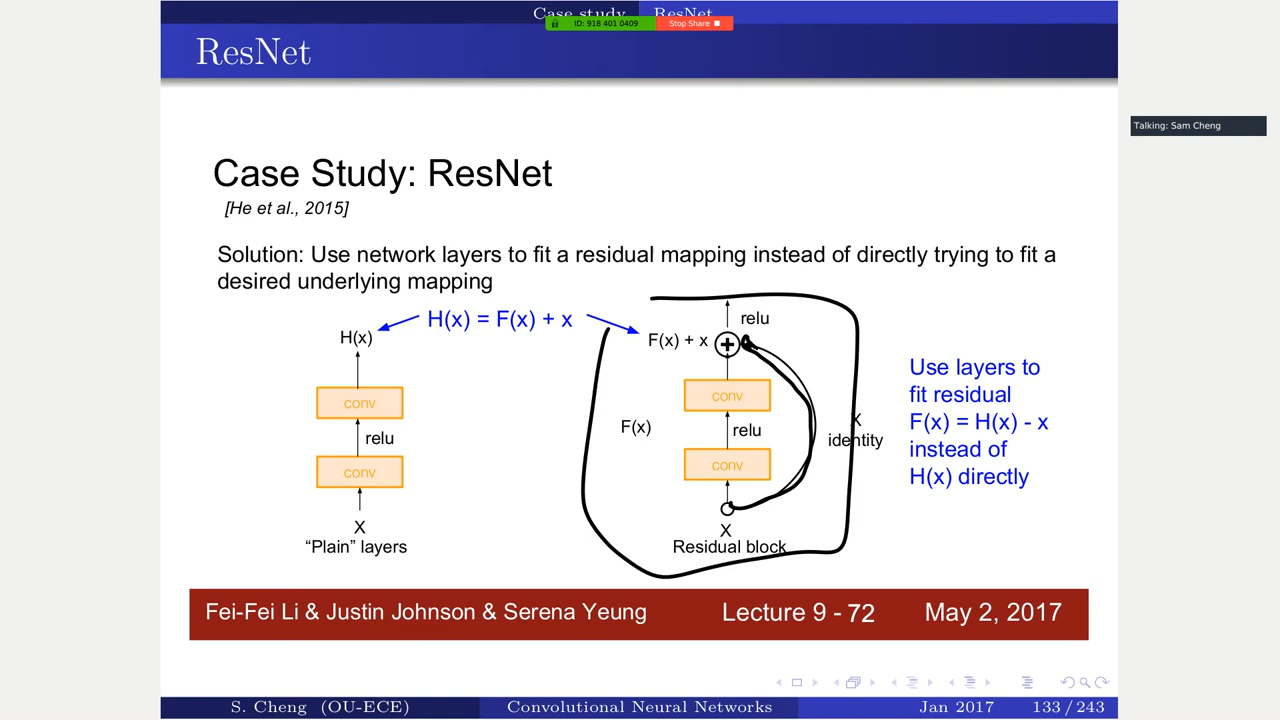 Case study ResNet
ID: 918 401 0409 Stop Share
ResNet
Talking: Sam Cheng
Case Study: ResNet
[He et al., 2015]
Solution: Use network layers to fit a residual mapping instead of directly trying to fit a
desired underlying mapping
H(x) = F(x) + x
H(x)
conv
relu
conv
X
"Plain" layers
relu
F(x) + x
conv
F(x)
relu
conv
X
identity
X
Residual block
Use layers to
fit residual
F(x) = H(x) - x
instead of
H(x) directly
Fei-Fei Li & Justin Johnson & Serena Yeung Lecture 9 - 72 May 2, 2017
S. Cheng (OU-ECE) Convolutional Neural Networks Jan 2017 133 / 243